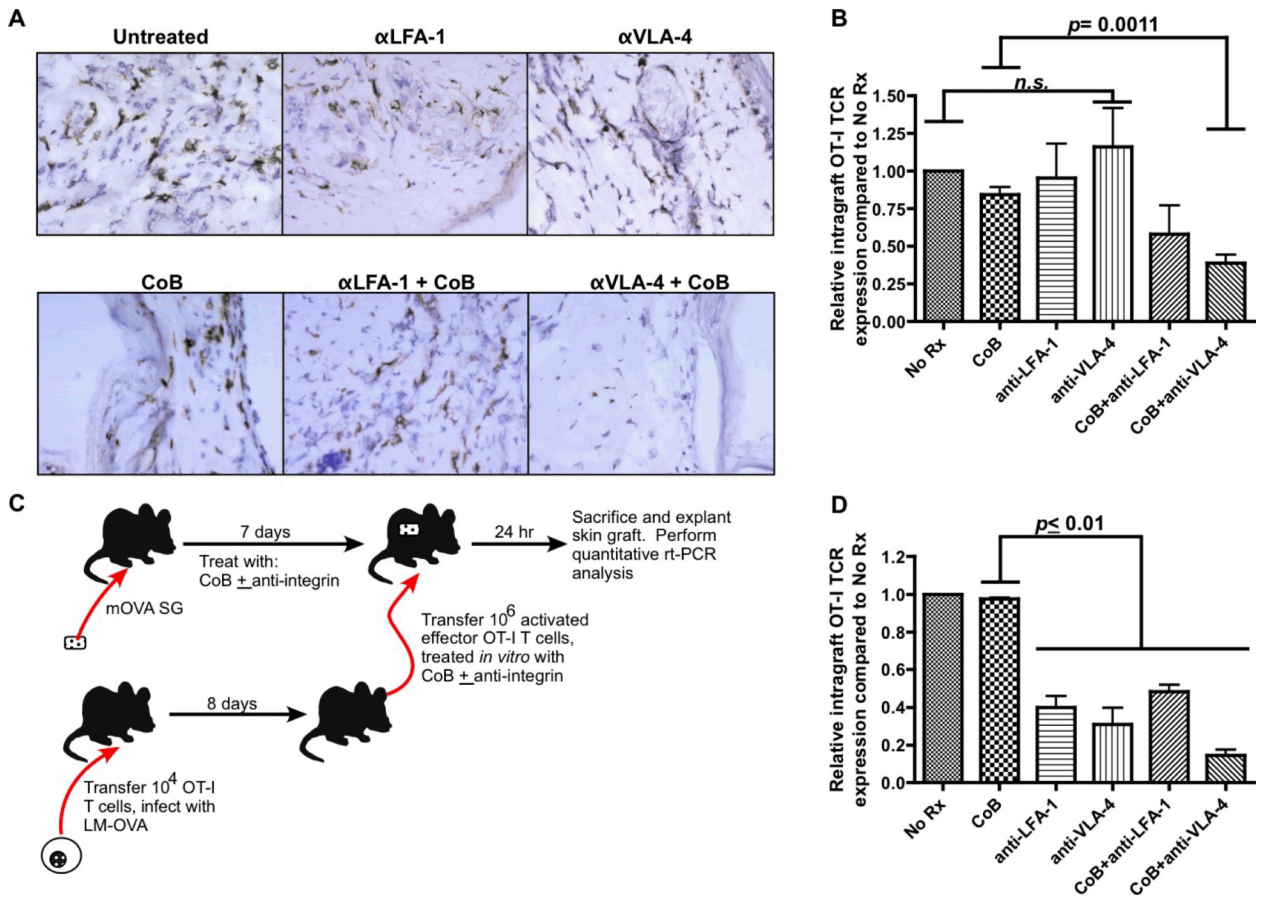 A
Untreated
αLFA-1
αVLA-4
CoB
αLFA-1 + CoB
αVLA-4 + CoB
B
Relative intragraft OT-I TCR
expression compared to No Rx
p= 0.0011
n.s.
1.50
1.25
1.00
0.75
0.50
0.25
0.00
No Rx
CoB
anti-LFA-1
anti-VLA-4
CoB+anti-LFA-1
CoB+anti-VLA-4
C
7 days
Treat with:
CoB + anti-integrin
mOVA SG
24 hr
Sacrifice and explant
skin graft. Perform
quantitative rt-PCR
analysis
Transfer 10^6 activated
effector OT-I T cells,
treated in vitro with
CoB + anti-integrin
8 days
Transfer 10^4 OT-I
T cells, infect with
LM-OVA
D
Relative intragraft OT-I TCR
expression compared to No Rx
p≤ 0.01
1.2
1.0
0.8
0.6
0.4
0.2
0.0
No Rx
CoB
anti-LFA-1
anti-VLA-4
CoB+anti-LFA-1
CoB+anti-VLA-4